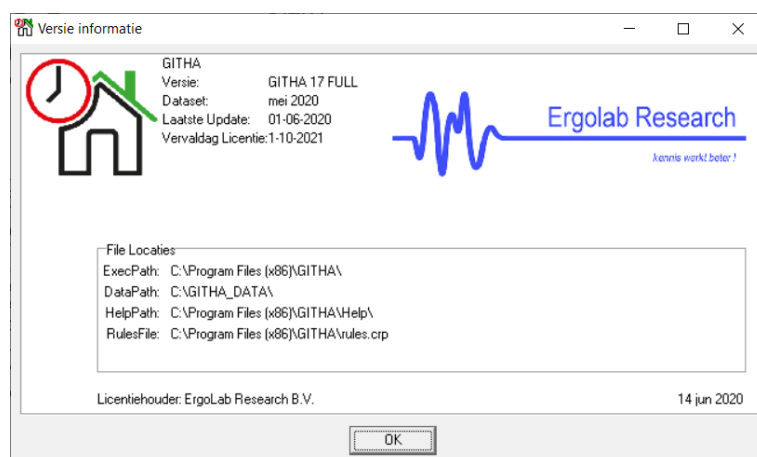 Versie informatie
GITHA
Versie: GITHA 17 FULL
Dataset: mei 2020
Laatste Update: 01-06-2020
Vervaldag Licentie:1-10-2021
Ergolab Research
kennis werkt beter !
File Locaties
ExecPath: C:\Program Files (x86)\GITHA\
DataPath: C:\GITHA_DATA\
HelpPath: C:\Program Files (x86)\GITHA\Help\
RulesFile: C:\Program Files (x86)\GITHA\rules.crp
Licentiehouder: ErgoLab Research B.V.
14 jun 2020
OK